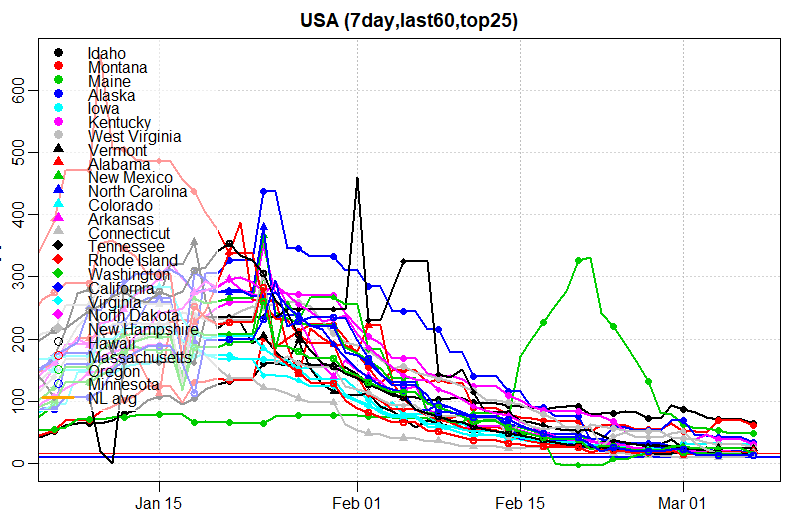 USA (7day,last60,top25)
600
500
400
300
200
100
0
Idaho
Montana
Maine
Alaska
Iowa
Kentucky
West Virginia
Vermont
Alabama
New Mexico
North Carolina
Colorado
Arkansas
Connecticut
Tennessee
Rhode Island
Washington
California
Virginia
North Dakota
New Hampshire
Hawaii
Massachusetts
Oregon
Minnesota
NL avg
Jan 15
Feb 01
Feb 15
Mar 01